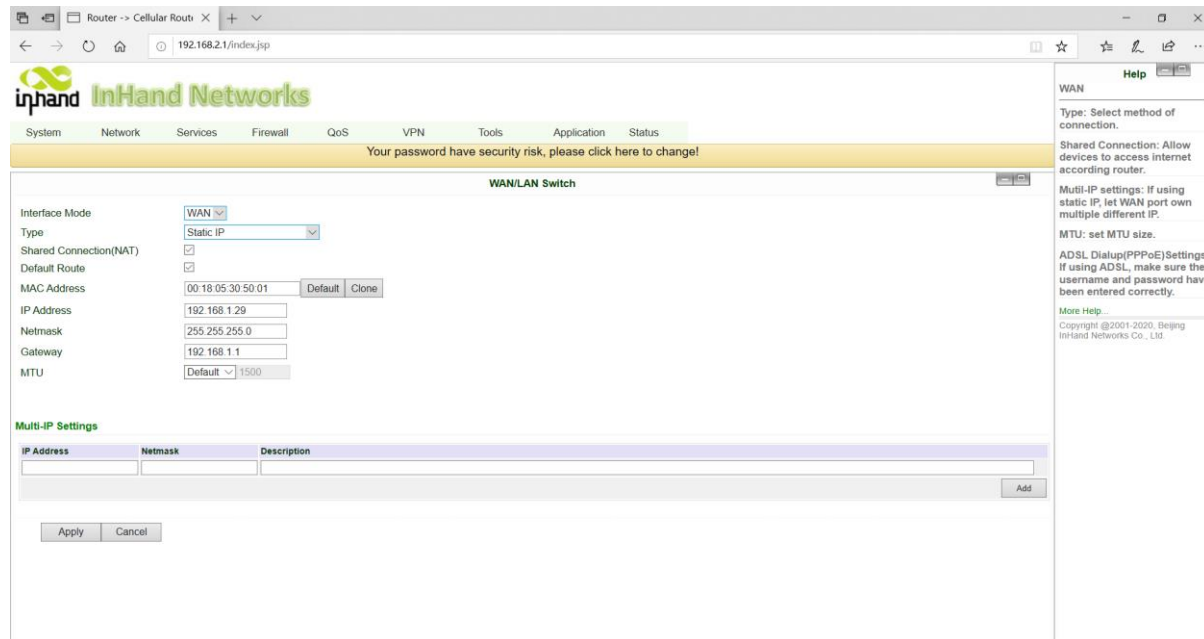 Router -> Cellular Route
192.168.2.1/index.jsp
inhand InHand Networks
System Network Services Firewall QoS VPN Tools Application Status
Your password have security risk, please click here to change!
WAN/LAN Switch
Interface Mode WAN
Type Static IP
Shared Connection(NAT)
Default Route
MAC Address 00:18:05:30:50:01 Default Clone
IP Address 192.168.1.29
Netmask 255.255.255.0
Gateway 192.168.1.1
MTU Default 1500
Multi-IP Settings
IP Address Netmask Description
Add
Apply Cancel
Help
WAN
Type: Select method of
connection.
Shared Connection: Allow
devices to access internet
according router.
Mutil-IP settings: If using
static IP, let WAN port own
multiple different IP.
MTU: set MTU size.
ADSL Dialup(PPPoE)Settings
If using ADSL, make sure the
username and password hav
been entered correctly.
More Help...
Copyright @2001-2020, Beijing
InHand Networks Co., Ltd.